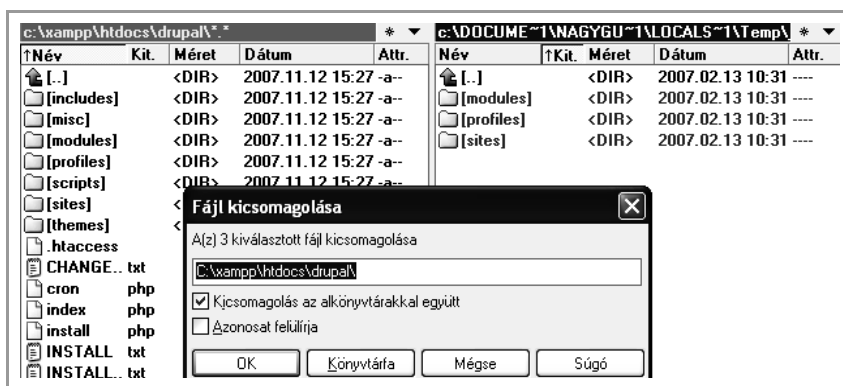 c:\xampp\htdocs\drupal\*.* * ▼
↑Név Kit. Méret Dátum Attr.
[..] <DIR> 2007.11.12 15:27 -a--
[includes] <DIR> 2007.11.12 15:27 -a--
[misc] <DIR> 2007.11.12 15:27 -a--
[modules] <DIR> 2007.11.12 15:27 -a--
[profiles] <DIR> 2007.11.12 15:27 -a--
[scripts] <DIR> 2007.11.12 15:27 -a--
[sites] <
[themes] <
.htaccess
CHANGE.. txt
cron php
index php
install php
INSTALL txt
INSTALL.. txt
c:\DOCUME~1\NAGYGU~1\LOCALS~1\Temp\ * ▼
Név ↑Kit. Méret Dátum Attr.
[..] <DIR> 2007.02.13 10:31 ----
[modules] <DIR> 2007.02.13 10:31 ----
[profiles] <DIR> 2007.02.13 10:31 ----
[sites] <DIR> 2007.02.13 10:31 ----
Fájl kicsomagolása
A(z) 3 kiválasztott fájl kicsomagolása
C:\xampp\htdocs\drupal\
Kicsomagolás az alkönyvtárakkal együtt
Azonosat felülírja
OK Könyvtárfa Mégse Súgó